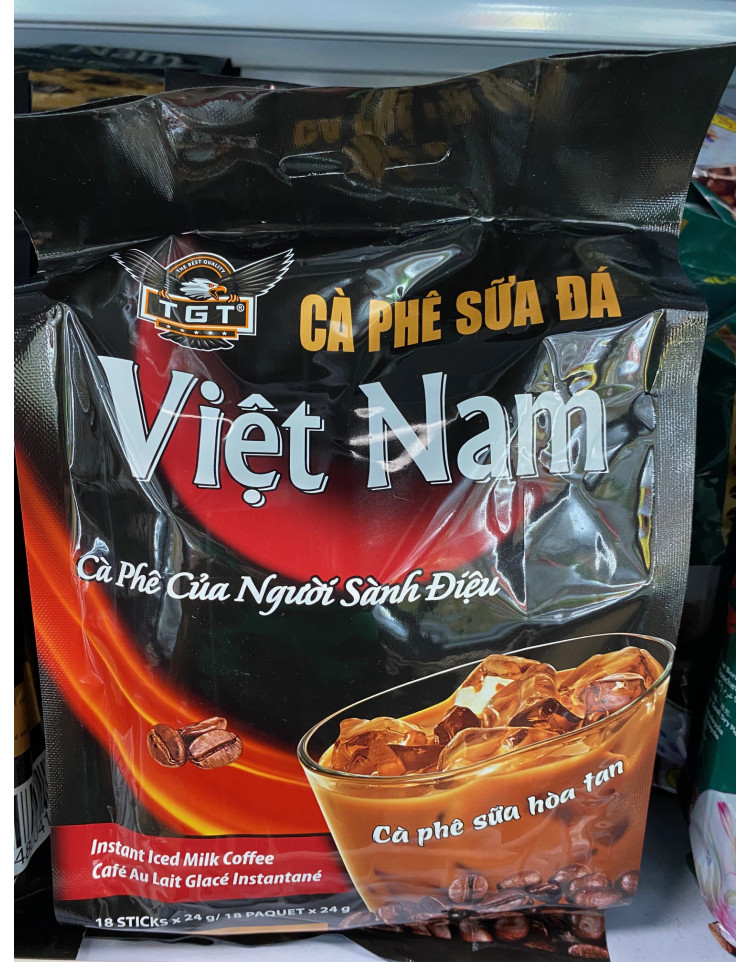 THE BEST QUALITY
TGT®
CÀ PHÊ SỮA ĐÁ
Việt Nam
Cà Phê Của Người Sành Điệu
Cà phê sữa hòa tan
Instant Iced Milk Coffee
Café Au Lait Glacé Instantané
18 STICKS x 24 g/ 18 PAQUET x 24 g